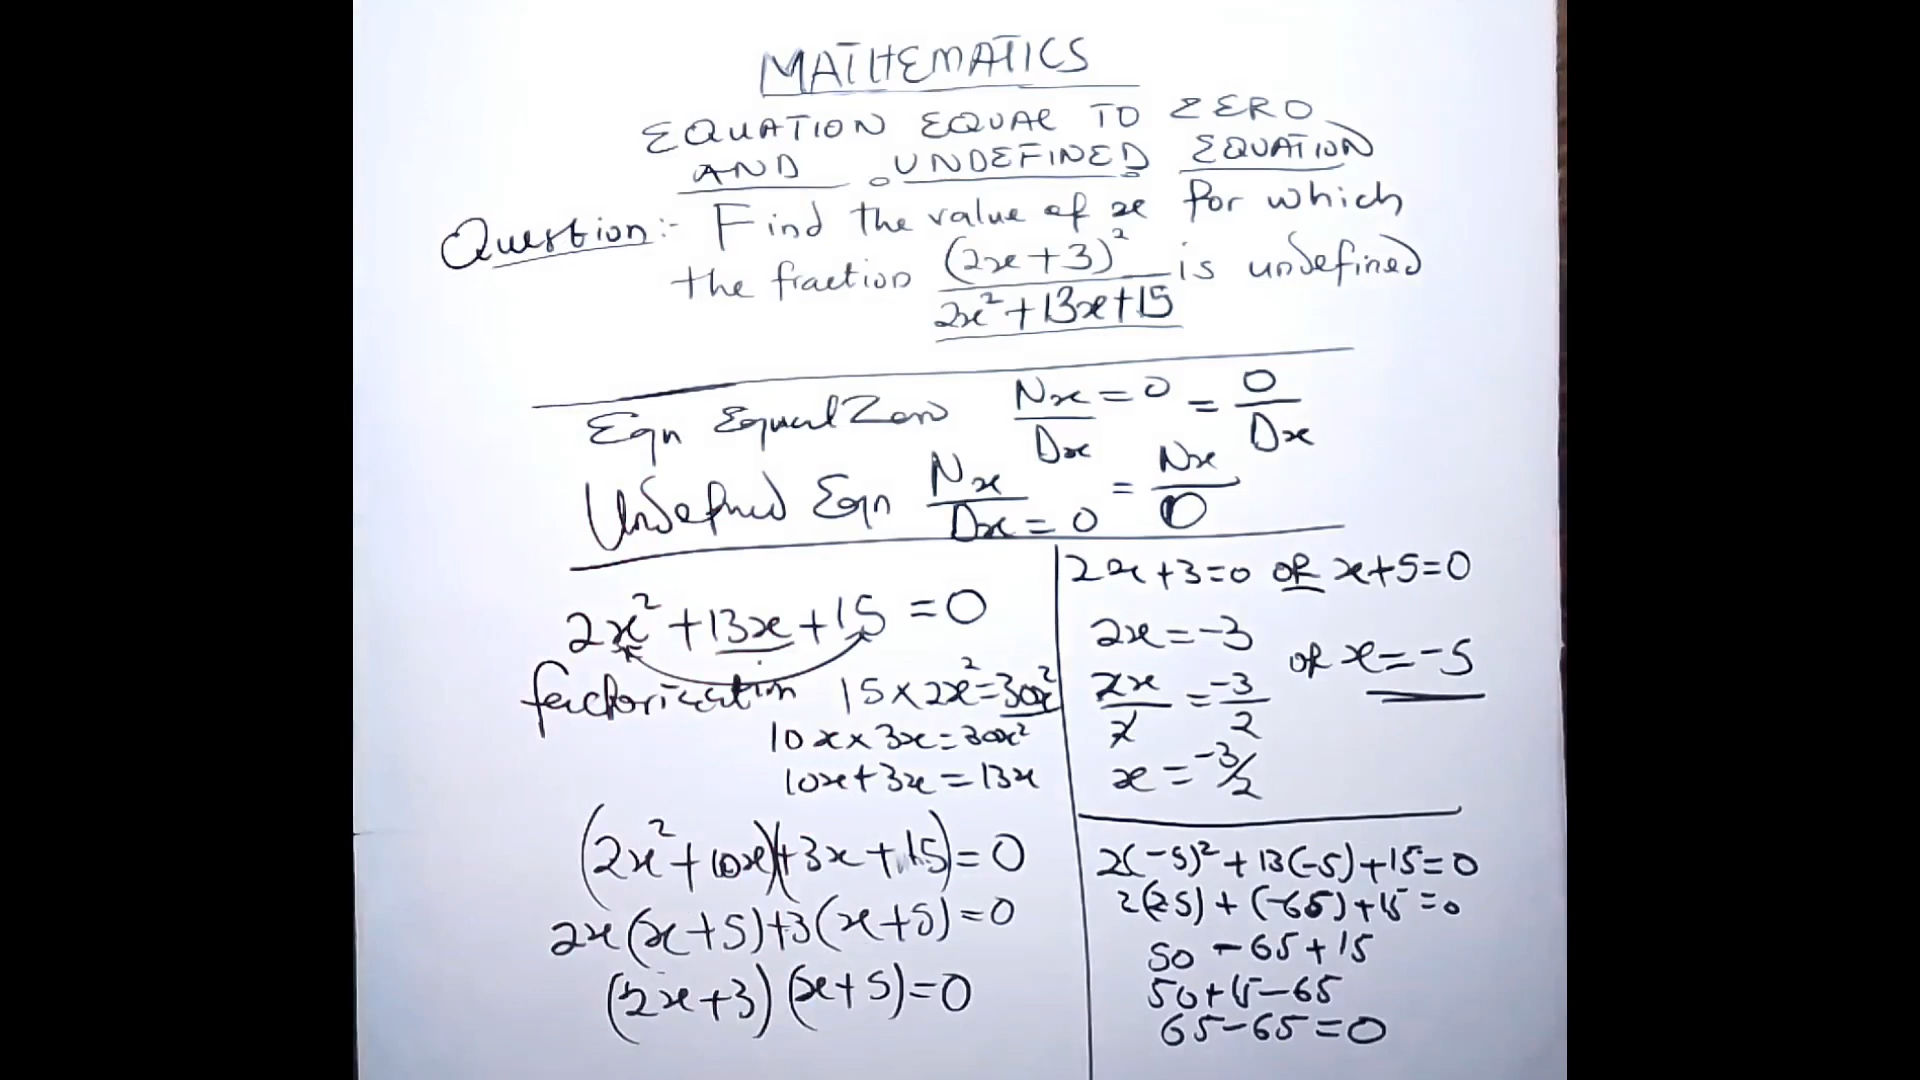 MATHEMATICS
EQUATION EQUAL TO ZERO
AND UNDEFINED EQUATION
Question:- Find the value of x for which
the fraction (2x+3)²/2x²+13x+15 is undefined
Eqn Equal Zero Nx=0/Dx = 0/Dx
Undefined Eqn Nx/Dx=0 = Nx/0
2x²+13x+15=0
factorisation 15×2x²=30x²
10x×3x=30x²
10x+3x=13x
(2x²+10x)(+3x+15)=0
2x(x+5)+3(x+5)=0
(2x+3)(x+5)=0
2x+3=0 OR x+5=0
2x=-3
or x=-5
2x/2=-3/2
x=-3/2
2(-5)²+13(-5)+15=0
2(25)+(-65)+15=0
50-65+15
50+15-65
65-65=0